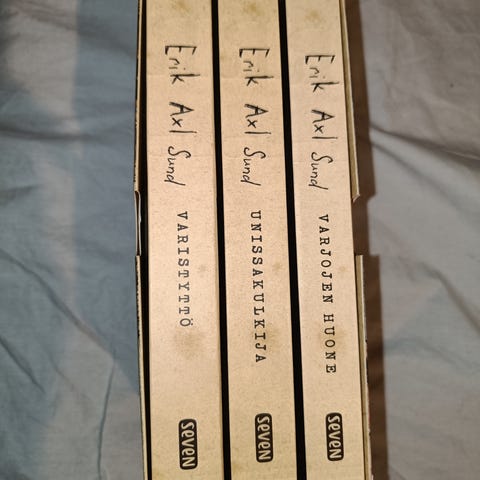 Erik Axl Sund VARISTYTTÖ seven
Erik Axl Sund UNISSAKULKIJA seven
Erik Axl Sund VARJOJEN HUONE seven